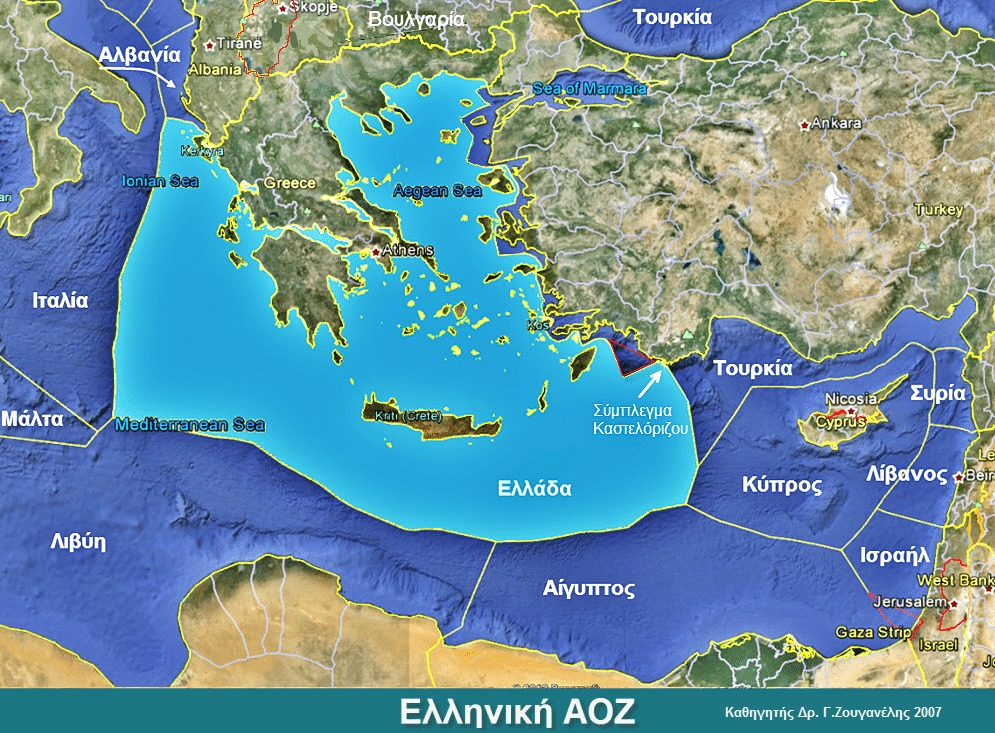 Skopje
Βουλγαρία
Τουρκία
Tiranë
Αλβανία
Albania
Sea of Marmara
Ankara
Kerkyra
Ionian Sea
Greece
Aegean Sea
Turkey
Athens
Ιταλία
Kos
Τουρκία
Σύμπλεγμα
Καστελόριζου
Συρία
Nicosia
Cyprus
Μάλτα
Mediterranean Sea
Kriti (Crete)
Ελλάδα
Κύπρος
Λίβανος
Beir
Λιβύη
Ισραήλ
Αίγυπτος
West Bank
Jerusalem
Gaza Strip
Israel
Ελληνική ΑΟΖ
Καθηγητής Δρ. Γ.Ζουγανέλης 2007